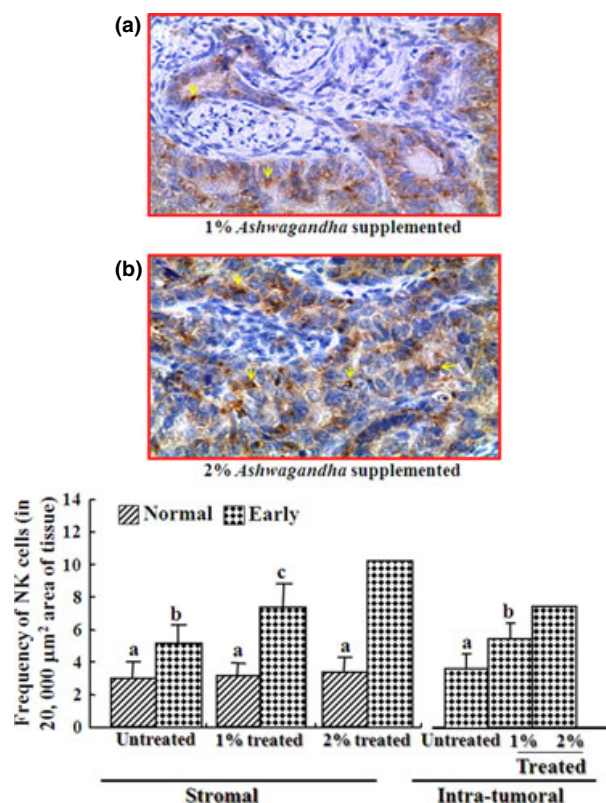 (a)
1% Ashwagandha supplemented
(b)
2% Ashwagandha supplemented
Frequency of NK cells (in
20, 000 µm² area of tissue)
14
12
10
8
6
4
2
0
Normal Early
a b a c a a b
Untreated 1% treated 2% treated Untreated 1% 2%
Treated
Stromal Intra-tumoral